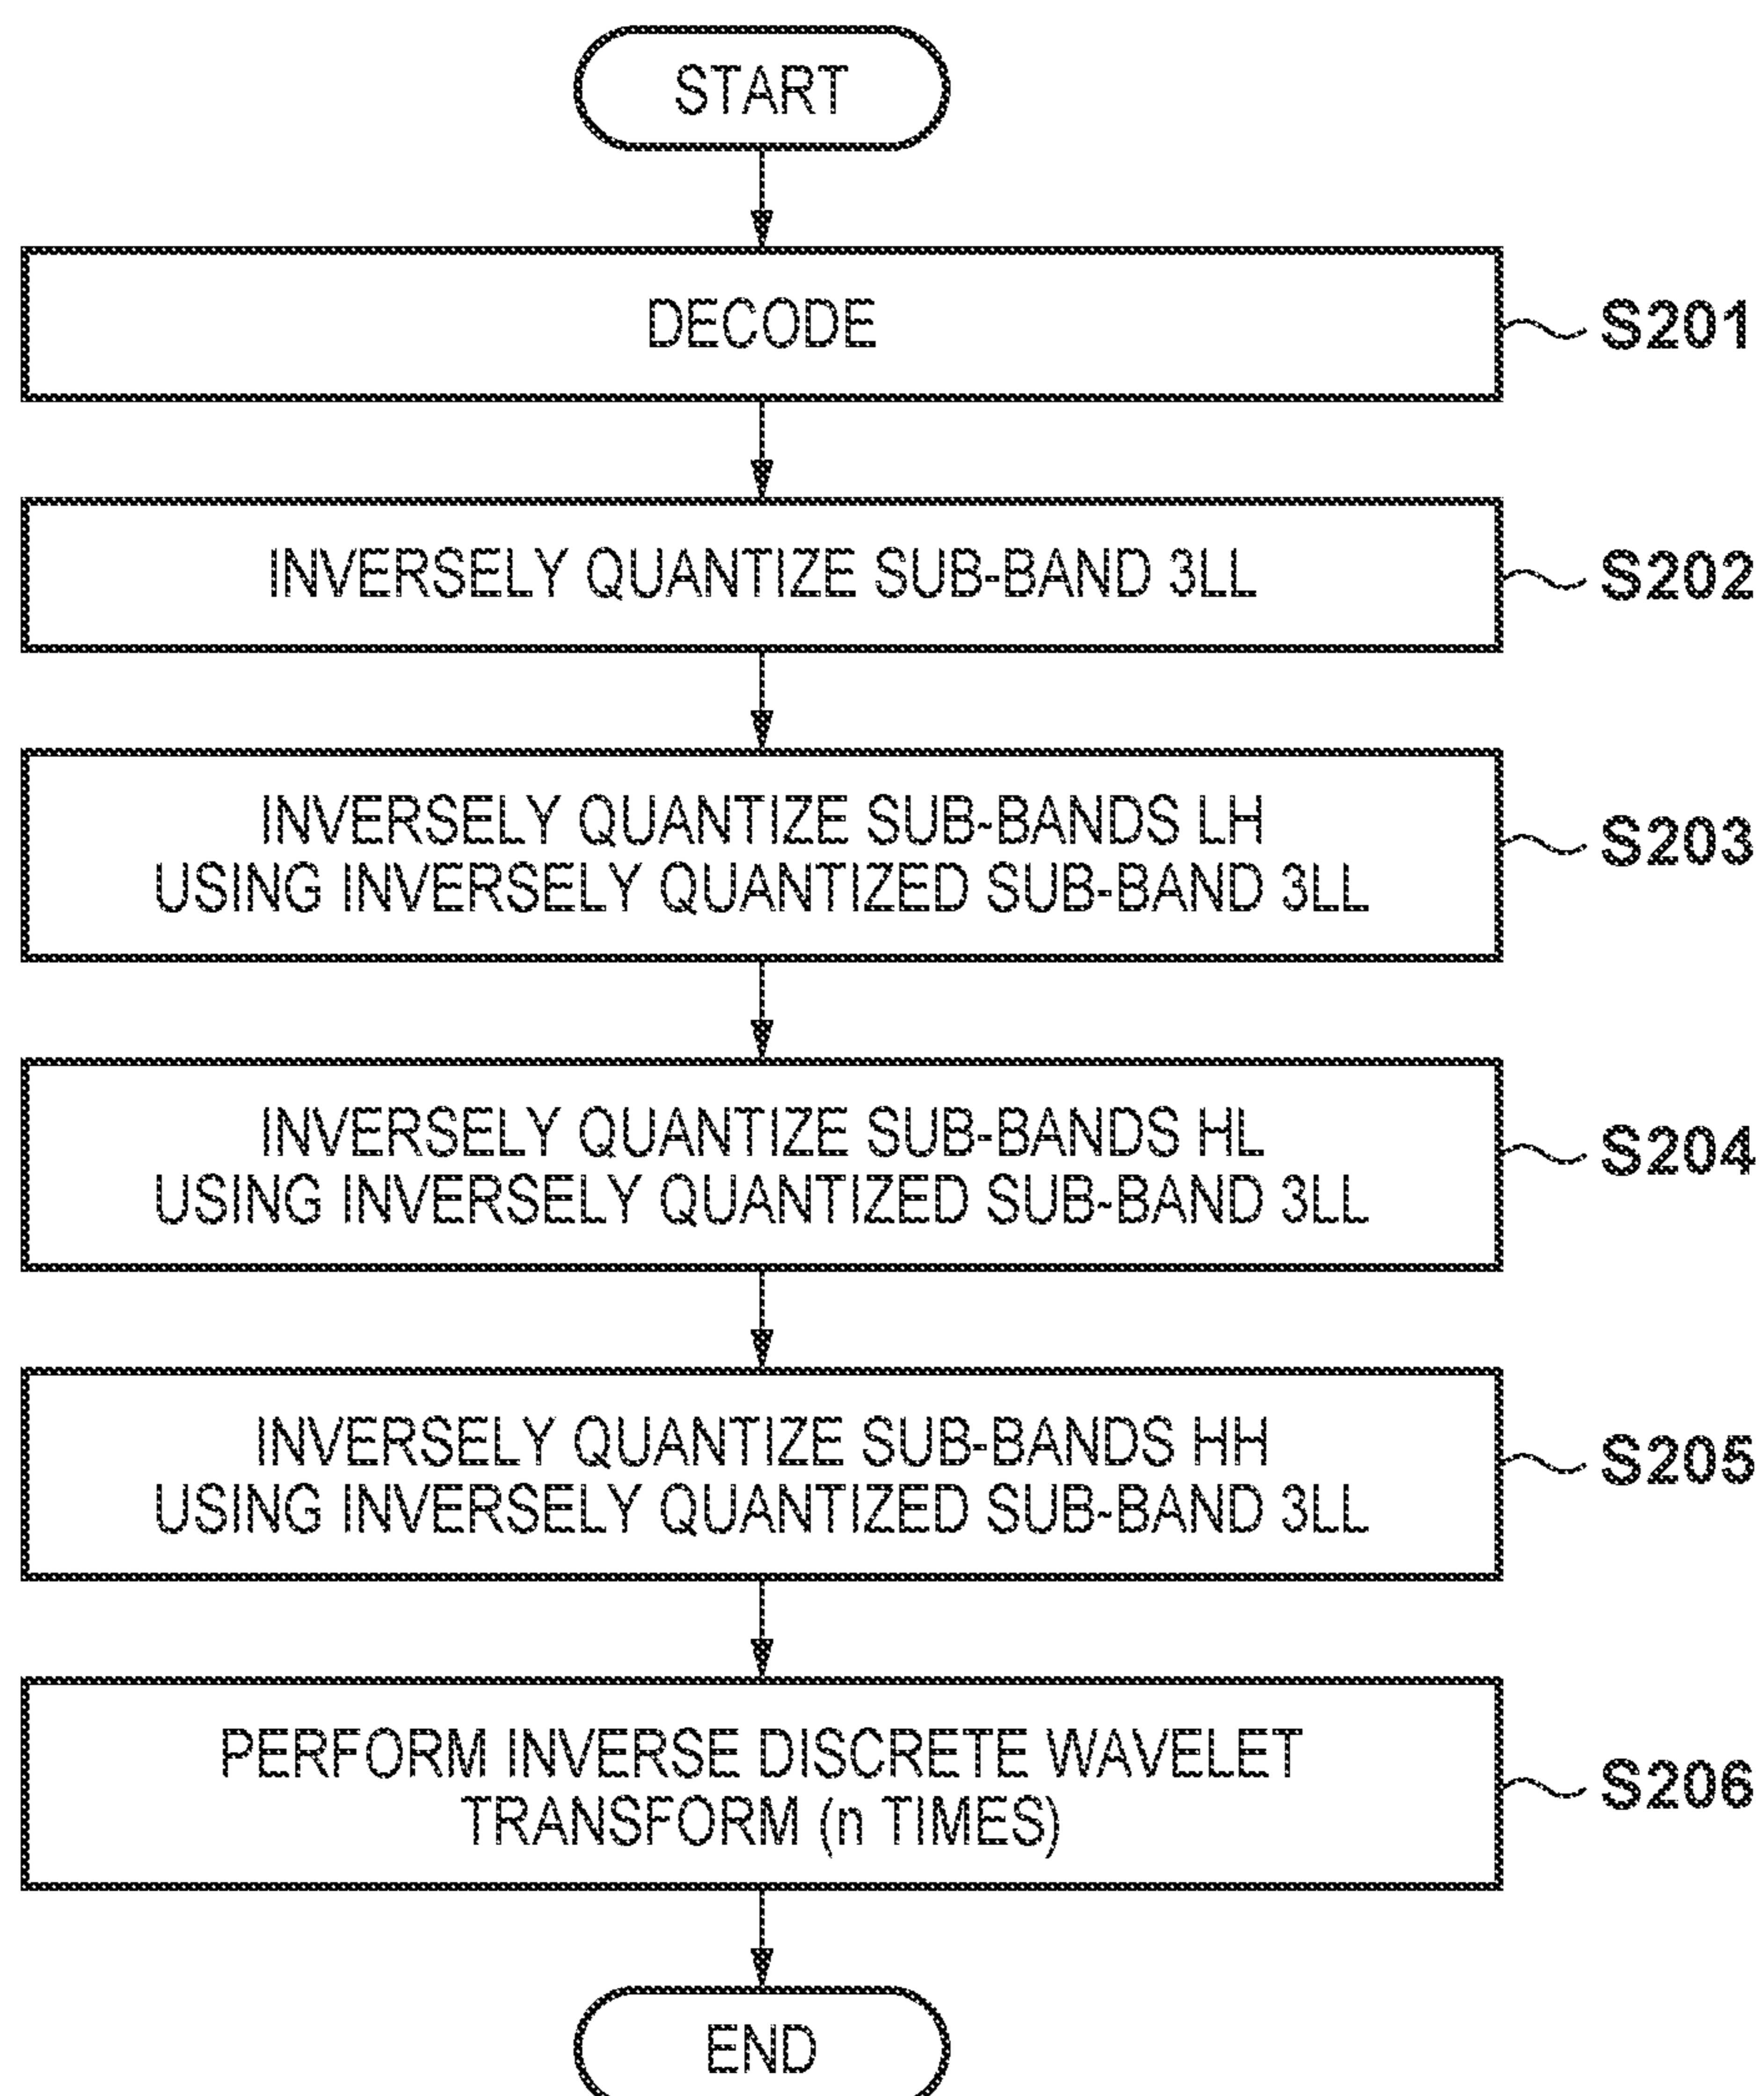 START
DECODE
S201
INVERSELY QUANTIZE SUB-BAND 3LL
S202
INVERSELY QUANTIZE SUB-BANDS LH
USING INVERSELY QUANTIZED SUB-BAND 3LL
S203
INVERSELY QUANTIZE SUB-BANDS HL
USING INVERSELY QUANTIZED SUB-BAND 3LL
S204
INVERSELY QUANTIZE SUB-BANDS HH
USING INVERSELY QUANTIZED SUB-BAND 3LL
S205
PERFORM INVERSE DISCRETE WAVELET
TRANSFORM (n TIMES)
S206
END